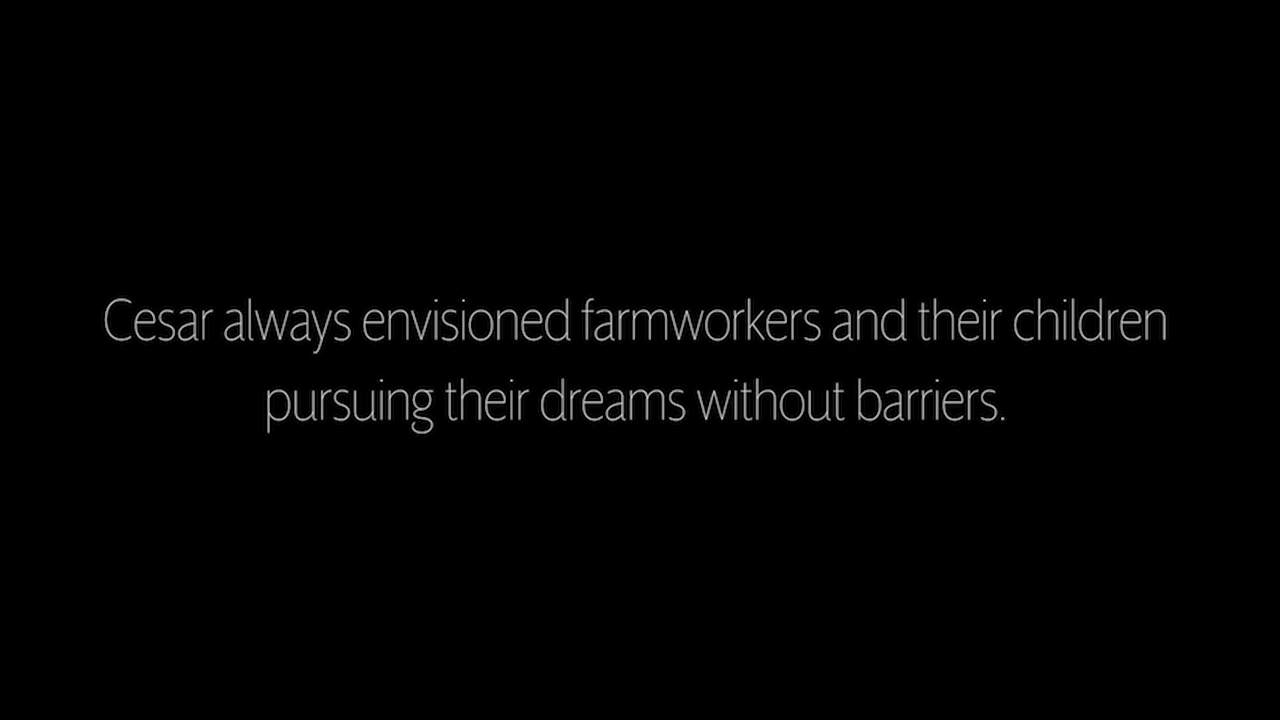 Cesar always envisioned farmworkers and their children
pursuing their dreams without barriers.